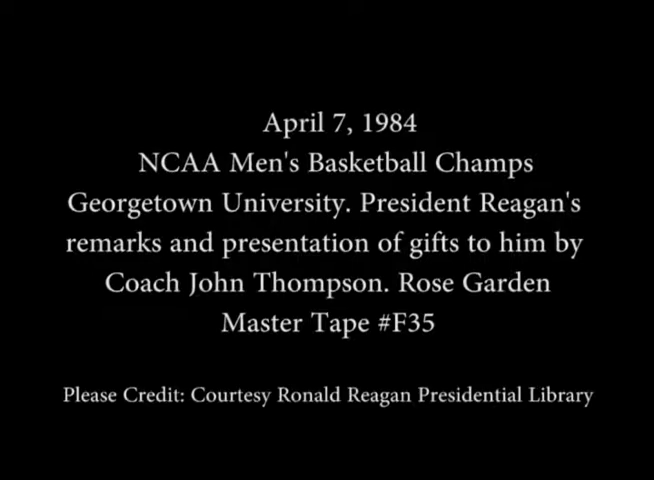 April 7, 1984
NCAA Men's Basketball Champs
Georgetown University. President Reagan's
remarks and presentation of gifts to him by
Coach John Thompson. Rose Garden
Master Tape #F35
Please Credit: Courtesy Ronald Reagan Presidential Library